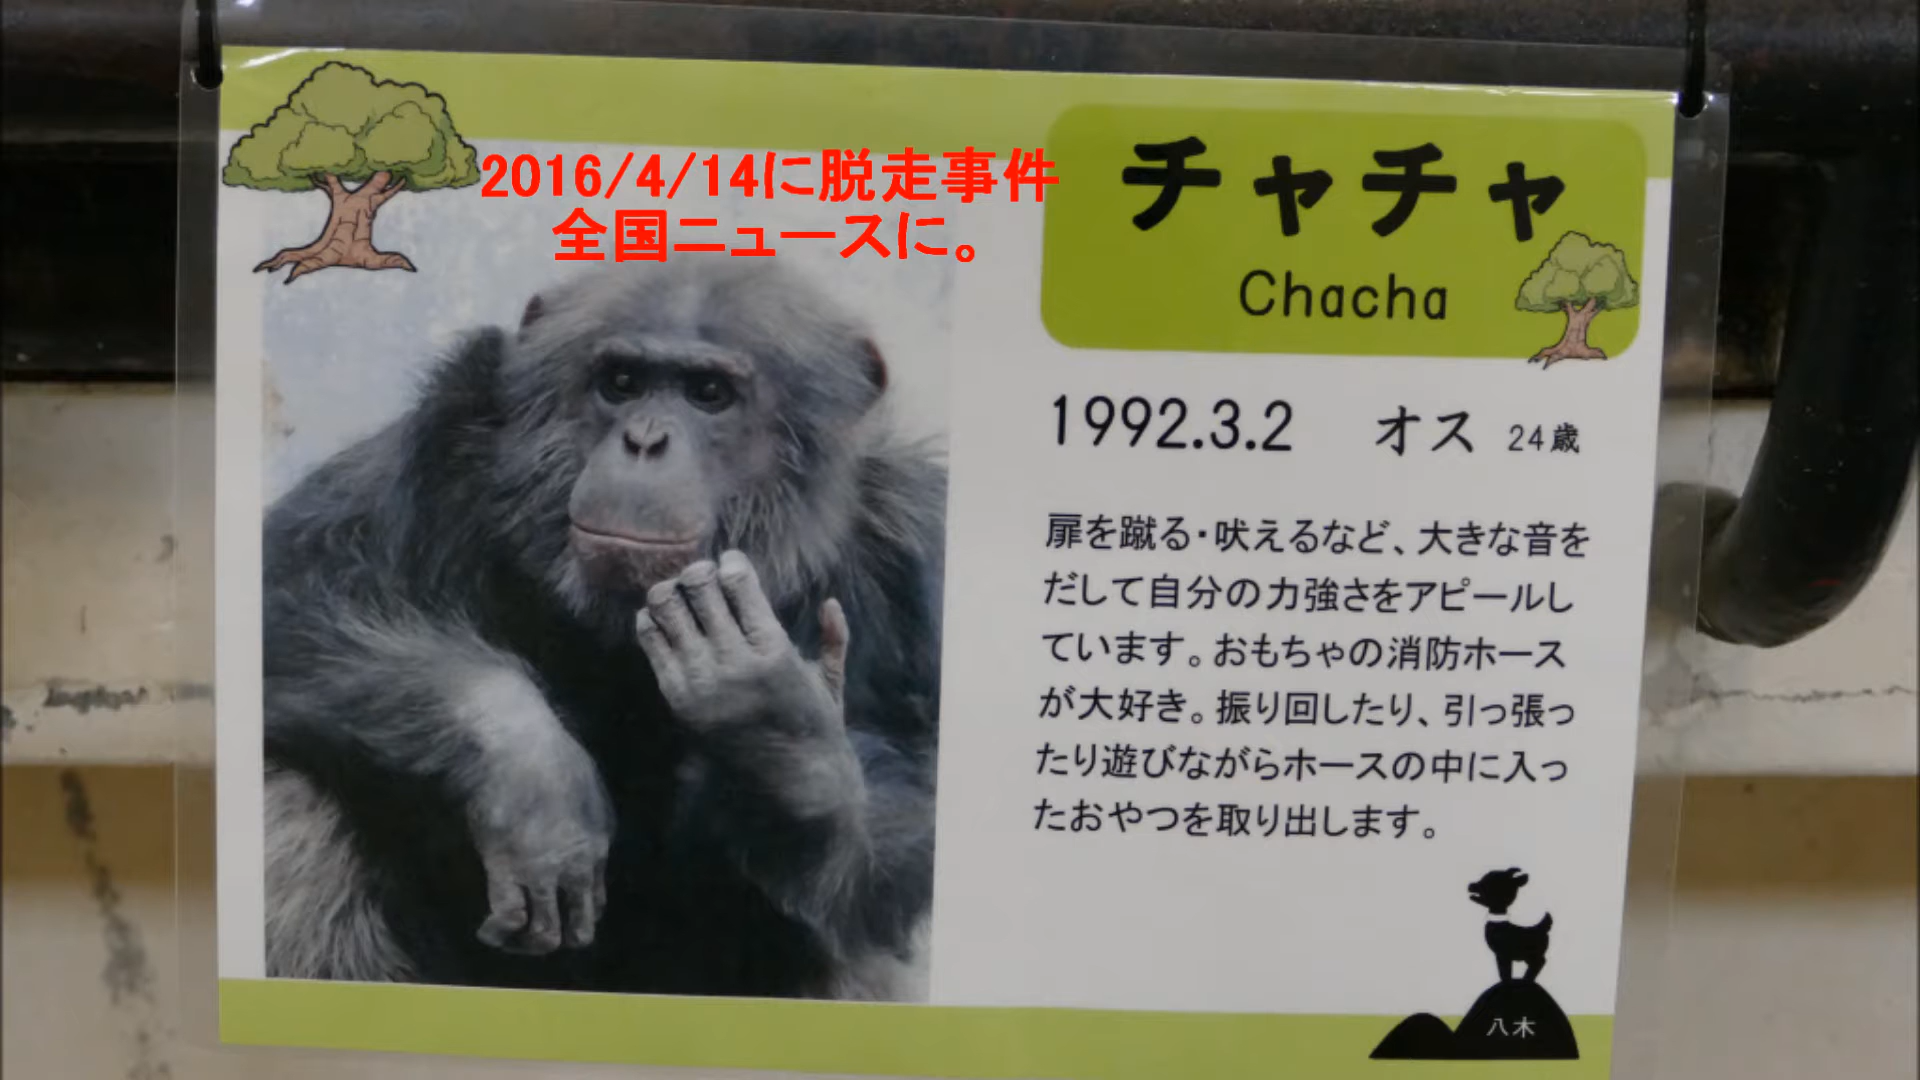 2016/4/14に脱走事件
全国ニュースに。
チャチャ
Chacha
1992.3.2 オス 24歳
扉を蹴る・吠えるなど、大きな音を
だして自分の力強さをアピールし
ています。おもちゃの消防ホース
が大好き。振り回したり、引っ張っ
たり遊びながらホースの中に入っ
たおやつを取り出します。
八木